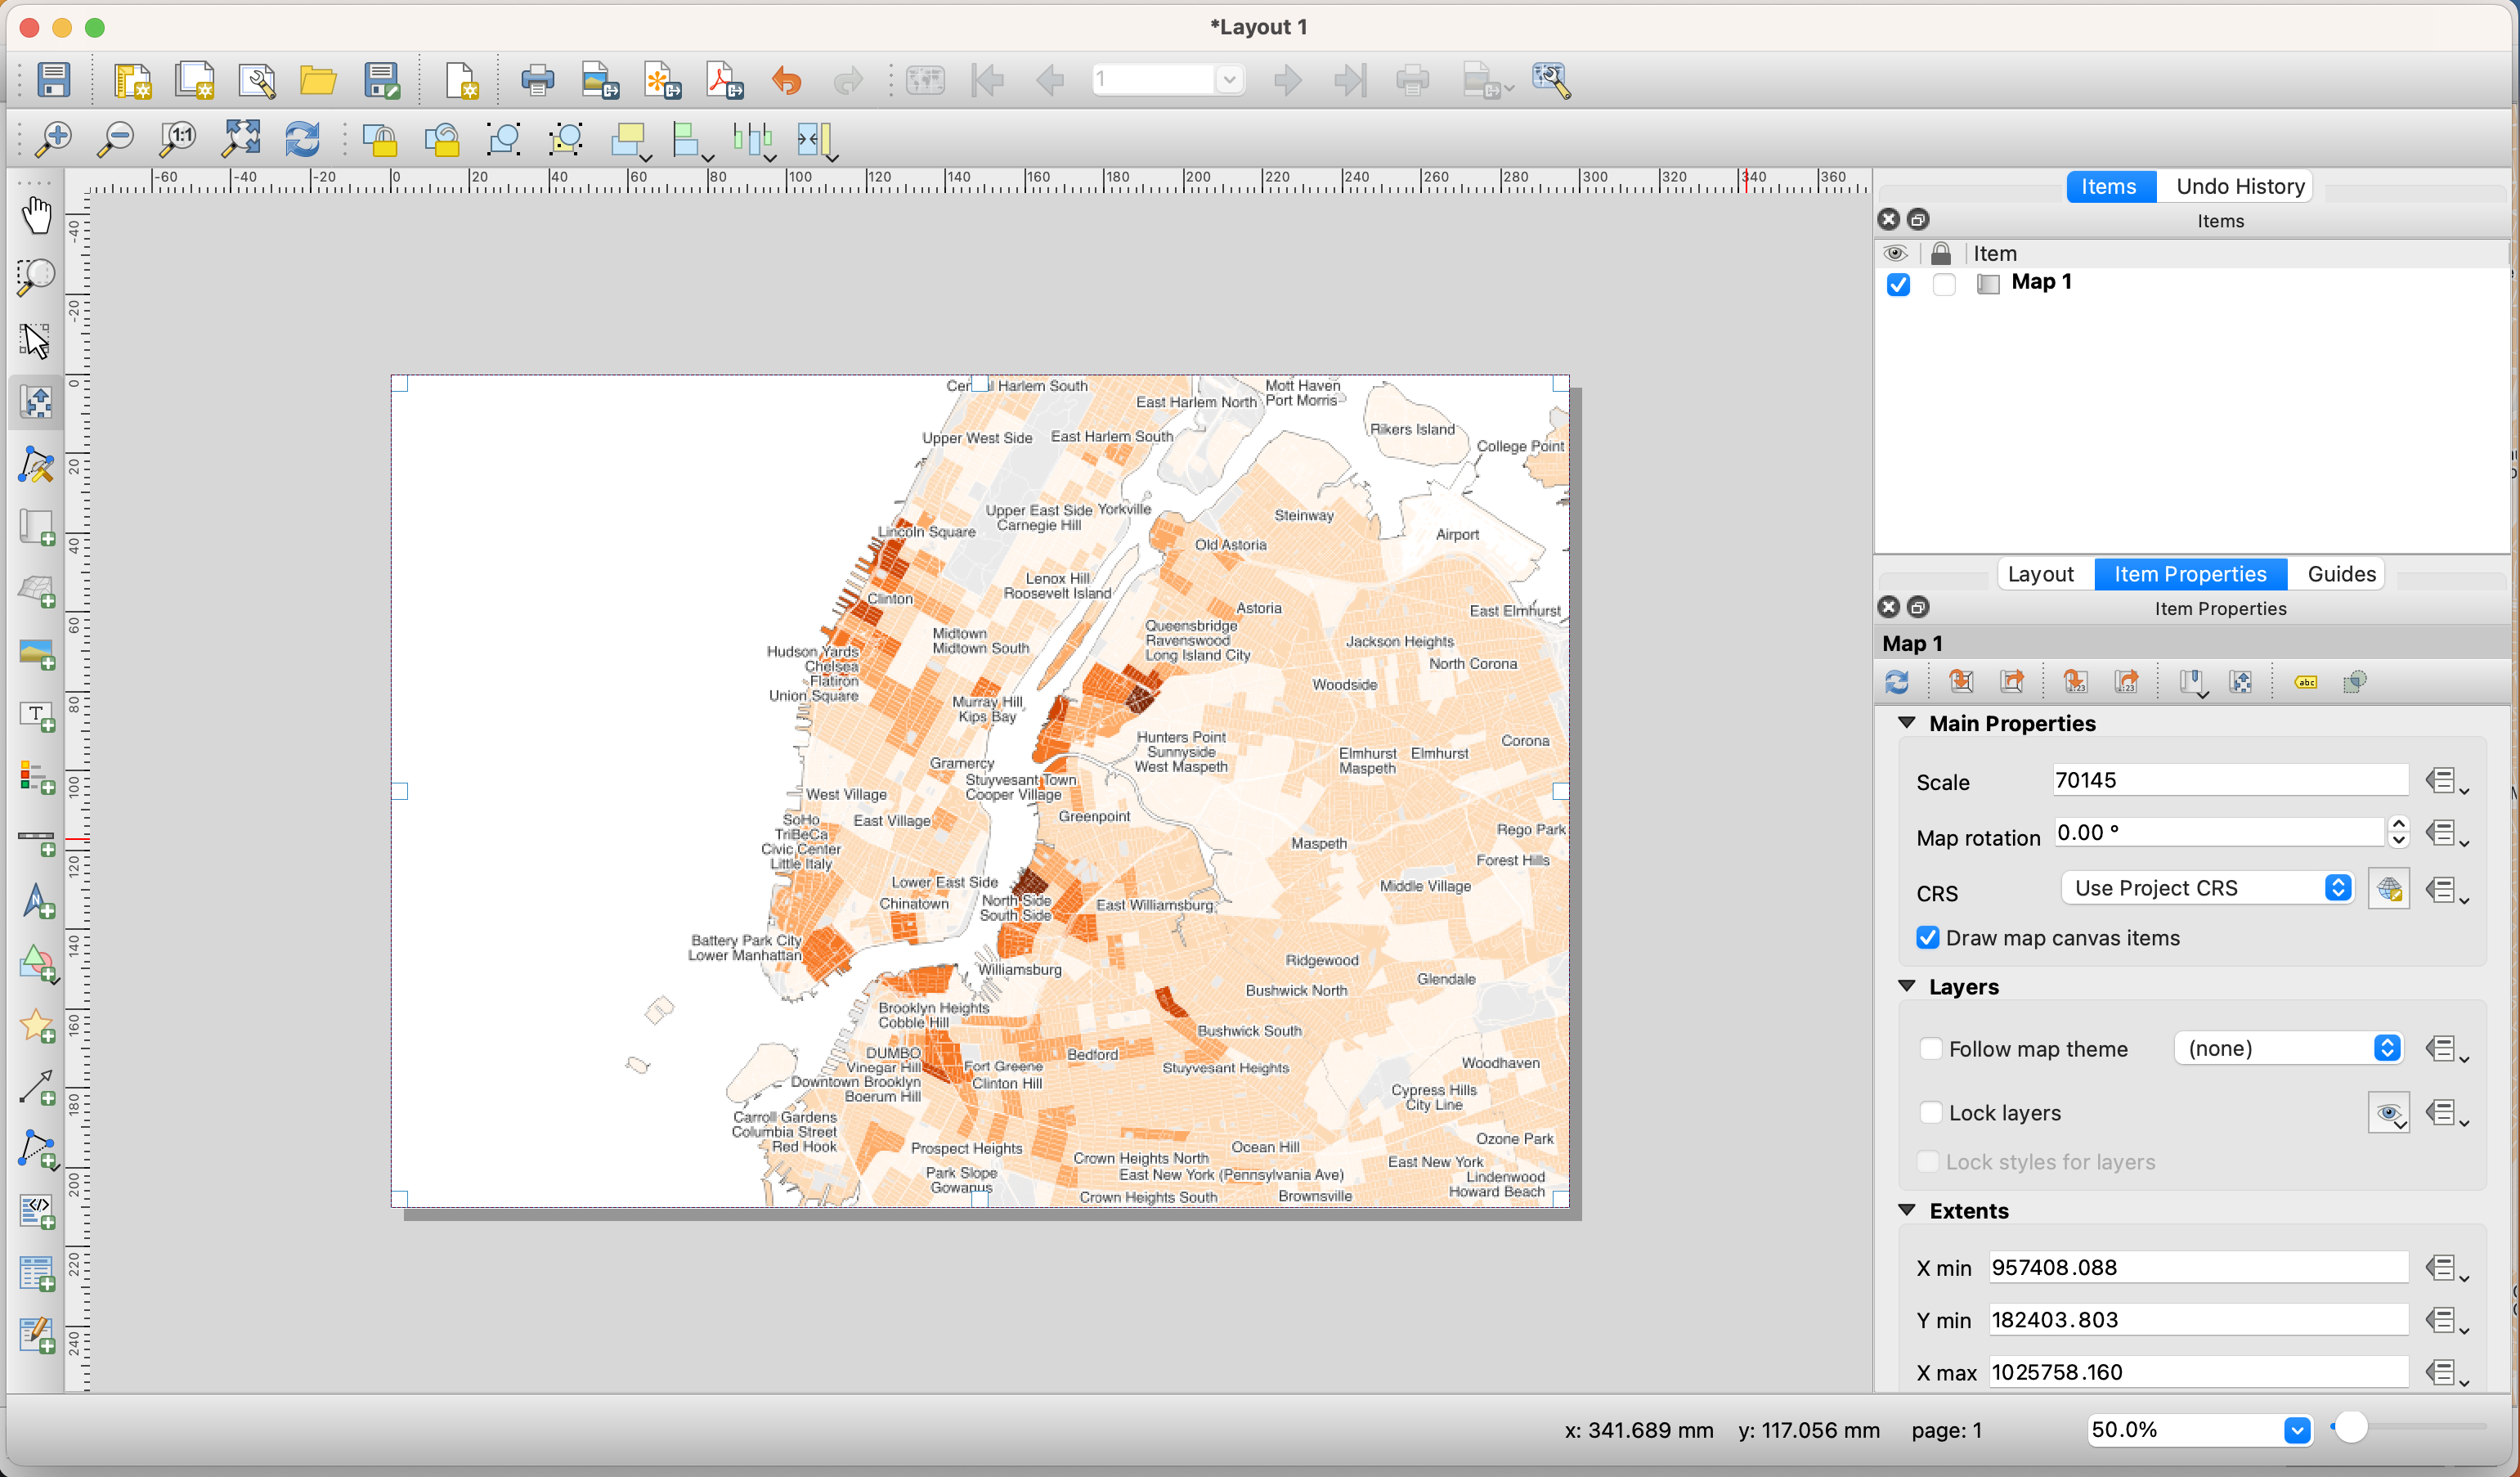 *Layout 1
1
1:1
-60 -40 -20 0 20 40 60 80 100 120 140 160 180 200 220 240 260 280 300 320 340 360
-40
-20
0
20
40
60
80
100
120
140
160
180
200
220
240
Central Harlem South
Mott Haven
Port Morris
East Harlem North
Rikers Island
Upper West Side
East Harlem South
College Point
Upper East Side
Carnegie Hill
Yorkville
Steinway
Lincoln Square
Airport
Old Astoria
Lenox Hill
Roosevelt Island
Clinton
Astoria
East Elmhurst
Queensbridge
Ravenswood
Long Island City
Midtown
Midtown South
Jackson Heights
Hudson Yards
Chelsea
Flatiron
Union Square
North Corona
Woodside
Murray Hill
Kips Bay
Hunters Point
Sunnyside
West Maspeth
Corona
Elmhurst
Maspeth
Elmhurst
Gramercy
Stuyvesant Town
Cooper Village
West Village
East Village
Greenpoint
SoHo
TriBeCa
Civic Center
Little Italy
Rego Park
Maspeth
Forest Hills
Lower East Side
Middle Village
Chinatown
North Side
South Side
East Williamsburg
Battery Park City
Lower Manhattan
Williamsburg
Ridgewood
Glendale
Bushwick North
Brooklyn Heights
Cobble Hill
Bushwick South
DUMBO
Vinegar Hill
Downtown Brooklyn
Boerum Hill
Fort Greene
Clinton Hill
Bedford
Stuyvesant Heights
Woodhaven
Cypress Hills
City Line
Carroll Gardens
Columbia Street
Red Hook
Prospect Heights
Ocean Hill
Ozone Park
Crown Heights North
East New York
Park Slope
Gowanus
East New York (Pennsylvania Ave)
Lindenwood
Howard Beach
Crown Heights South
Brownsville
Items
Undo History
Items
Item
Map 1
Layout
Item Properties
Guides
Item Properties
Map 1
123
123
abc
Main Properties
Scale 70145
Map rotation 0.00 °
CRS Use Project CRS
Draw map canvas items
Layers
Follow map theme (none)
Lock layers
Lock styles for layers
Extents
X min 957408.088
Y min 182403.803
X max 1025758.160
x: 341.689 mm y: 117.056 mm page: 1 50.0%